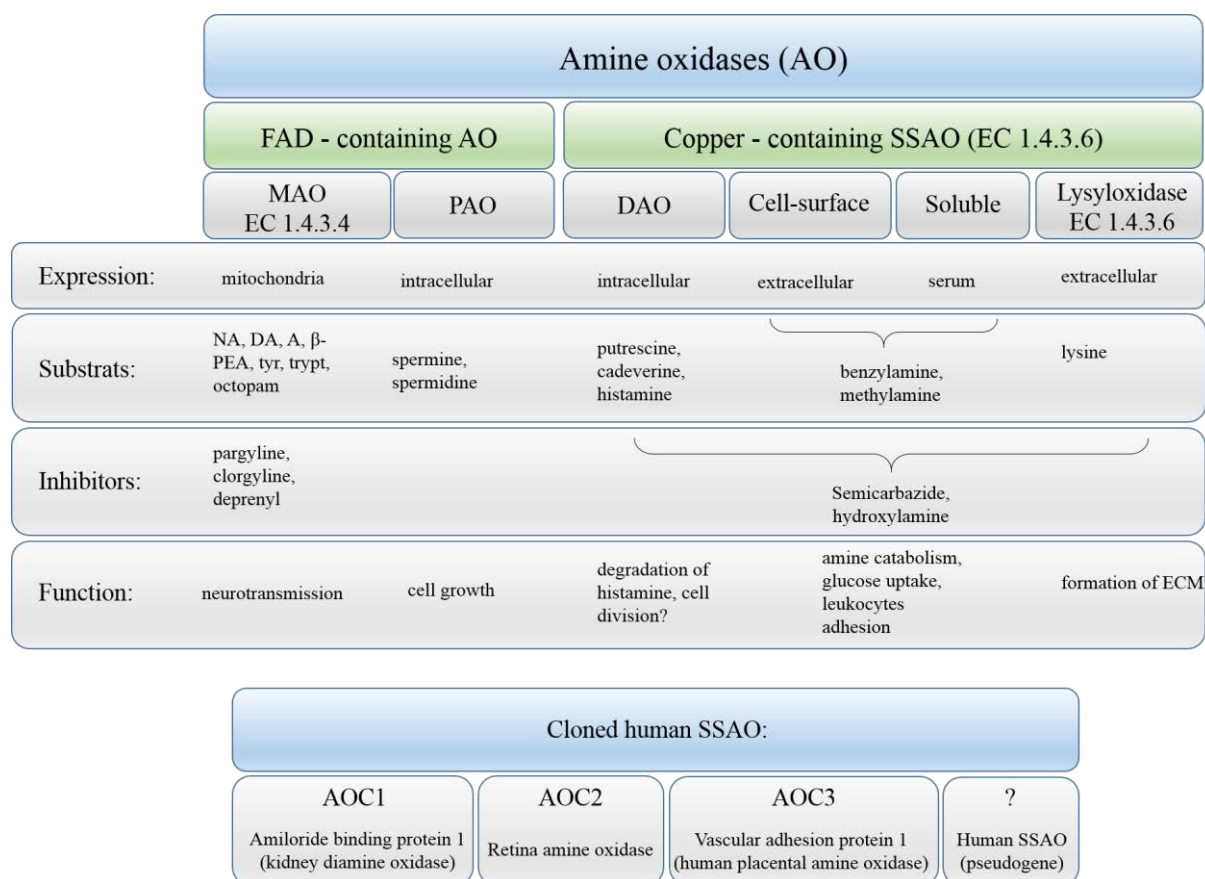 Amine oxidases (AO)
FAD - containing AO
Copper - containing SSAO (EC 1.4.3.6)
MAO
EC 1.4.3.4
PAO
DAO
Cell-surface
Soluble
Lysyloxidase
EC 1.4.3.6
Expression:
mitochondria
intracellular
intracellular
extracellular
serum
extracellular
Substrats:
NA, DA, A, β-
PEA, tyr, trypt,
octopam
spermine,
spermidine
putrescine,
cadeverine,
histamine
benzylamine,
methylamine
lysine
Inhibitors:
pargyline,
clorgyline,
deprenyl
Semicarbazide,
hydroxylamine
Function:
neurotransmission
cell growth
degradation of
histamine, cell
division?
amine catabolism,
glucose uptake,
leukocytes
adhesion
formation of ECM
Cloned human SSAO:
AOC1
Amiloride binding protein 1
(kidney diamine oxidase)
AOC2
Retina amine oxidase
AOC3
Vascular adhesion protein 1
(human placental amine oxidase)
?
Human SSAO
(pseudogene)